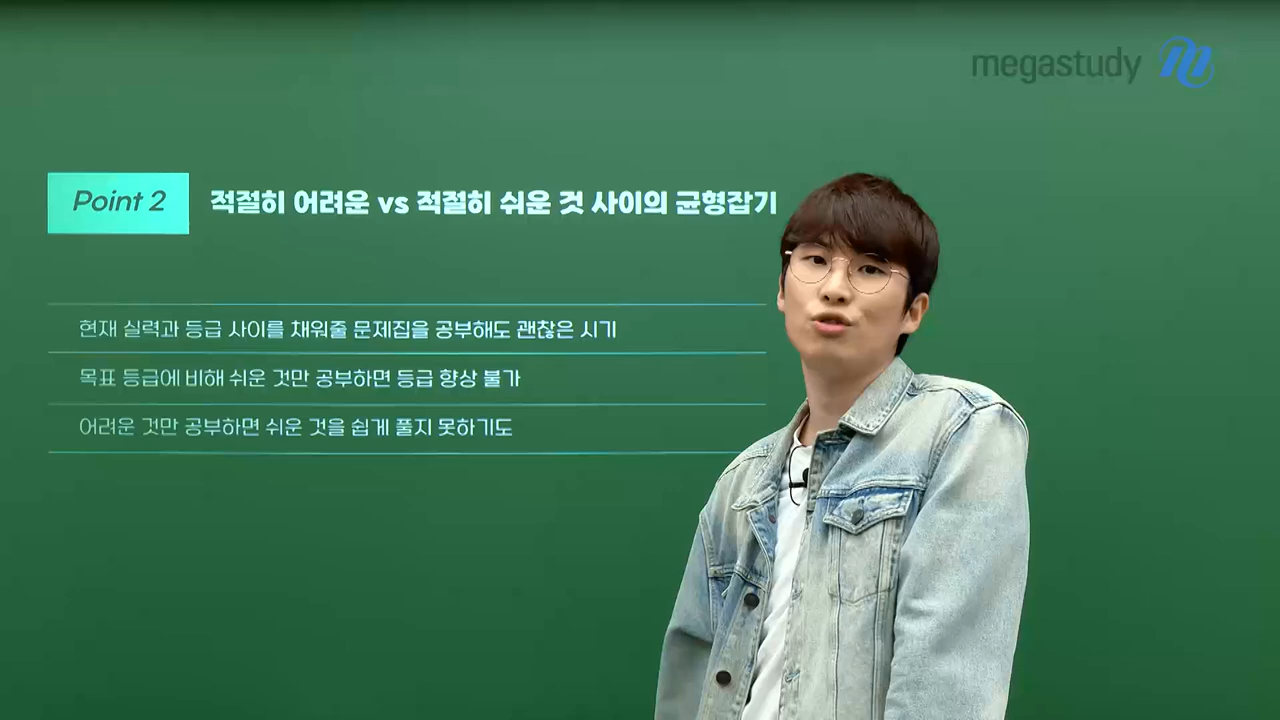 megastudy
Point 2
적절히 어려운 vs 적절히 쉬운 것 사이의 균형잡기
현재 실력과 등급 사이를 채워줄 문제집을 공부해도 괜찮은 시기
목표 등급에 비해 쉬운 것만 공부하면 등급 향상 불가
어려운 것만 공부하면 쉬운 것을 쉽게 풀지 못하기도